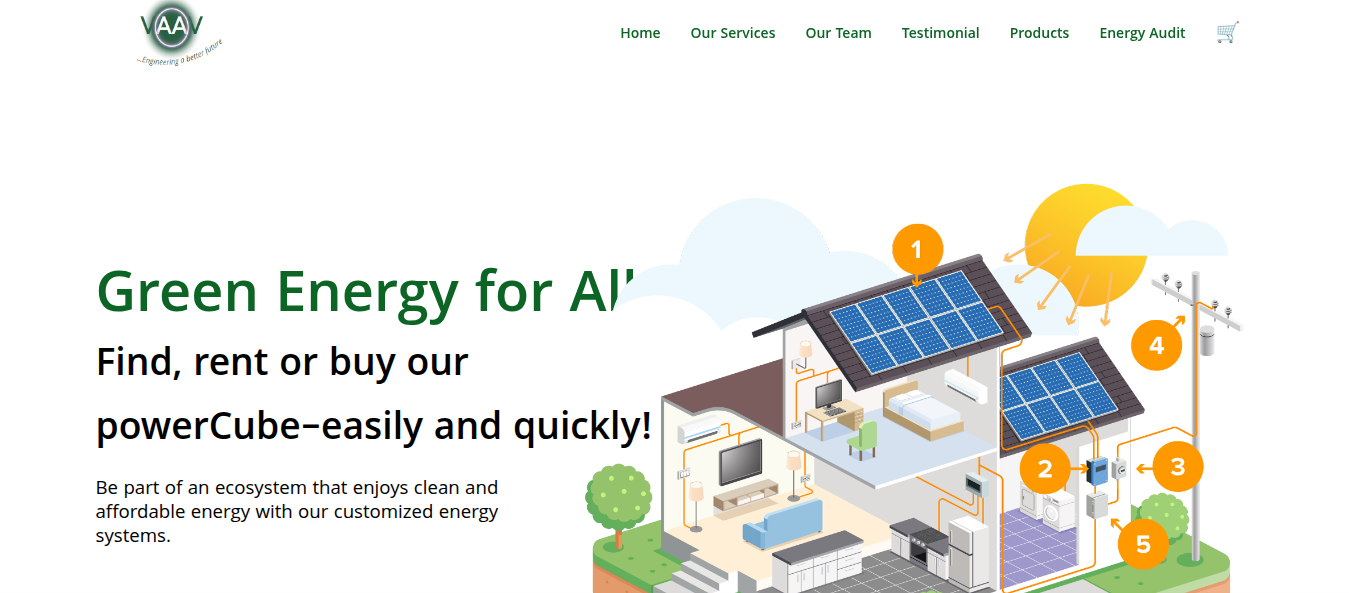 VAAV
...Engineering a better future
Home Our Services Our Team Testimonial Products Energy Audit
Green Energy for All
Find, rent or buy our
powerCube–easily and quickly!
Be part of an ecosystem that enjoys clean and
affordable energy with our customized energy
systems.
1
4
2
3
5